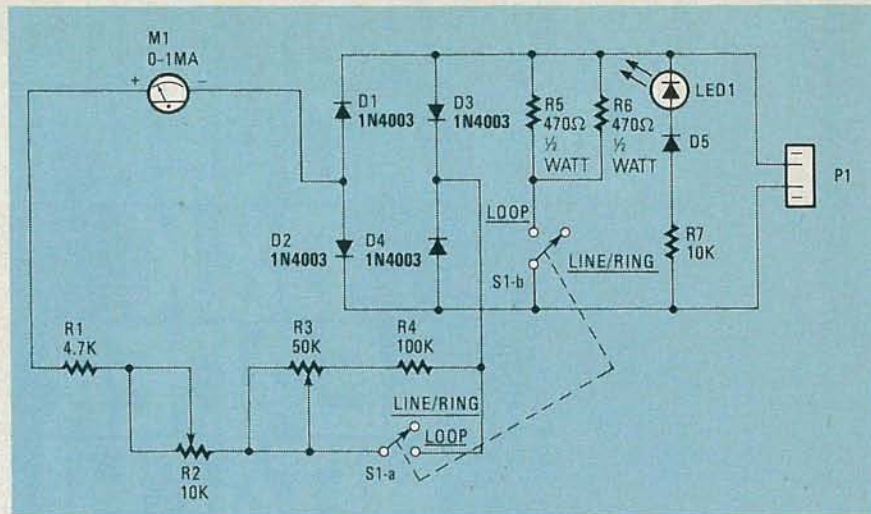 M1
0-1MA
+
−
D1
1N4003
D3
1N4003
R5
470Ω
½
WATT
R6
470Ω
½
WATT
LED1
D5
P1
D2
1N4003
D4
1N4003
LOOP
LINE/RING
S1-b
R7
10K
R1
4.7K
R3
50K
R4
100K
LINE/RING
LOOP
S1-a
R2
10K